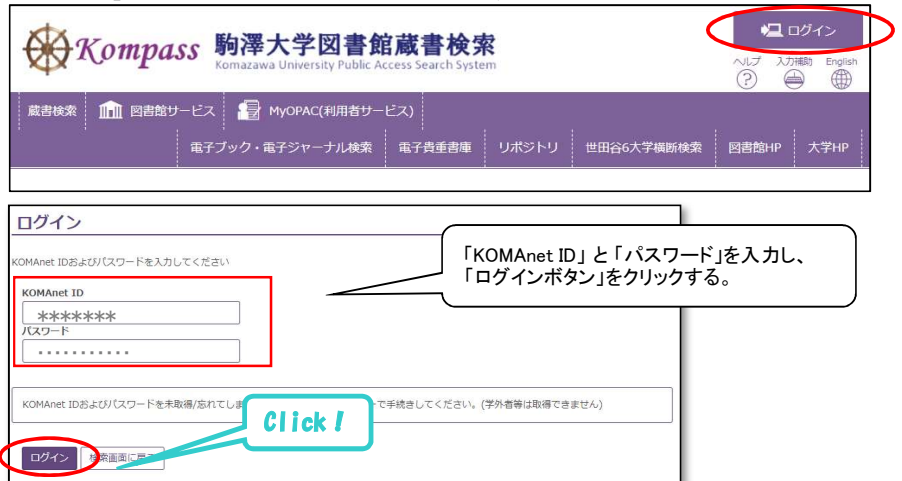 Kompass 駒澤大学図書館蔵書検索
Komazawa University Public Access Search System
ログイン
ヘルプ 入力補助 English
蔵書検索 図書館サービス MyOPAC(利用者サービス)
電子ブック・電子ジャーナル検索 電子貴重書庫 リポジトリ 世田谷6大学横断検索 図書館HP 大学HP
ログイン
KOMAnet IDおよびパスワードを入力してください
「KOMAnet ID」と「パスワード」を入力し、
「ログインボタン」をクリックする。
KOMAnet ID
*******
パスワード
・・・・・・・・・・・
KOMAnet IDおよびパスワードを未取得/忘れてしま
で手続きしてください。(学外者等は取得できません)
Click!
ログイン 検索画面に戻る